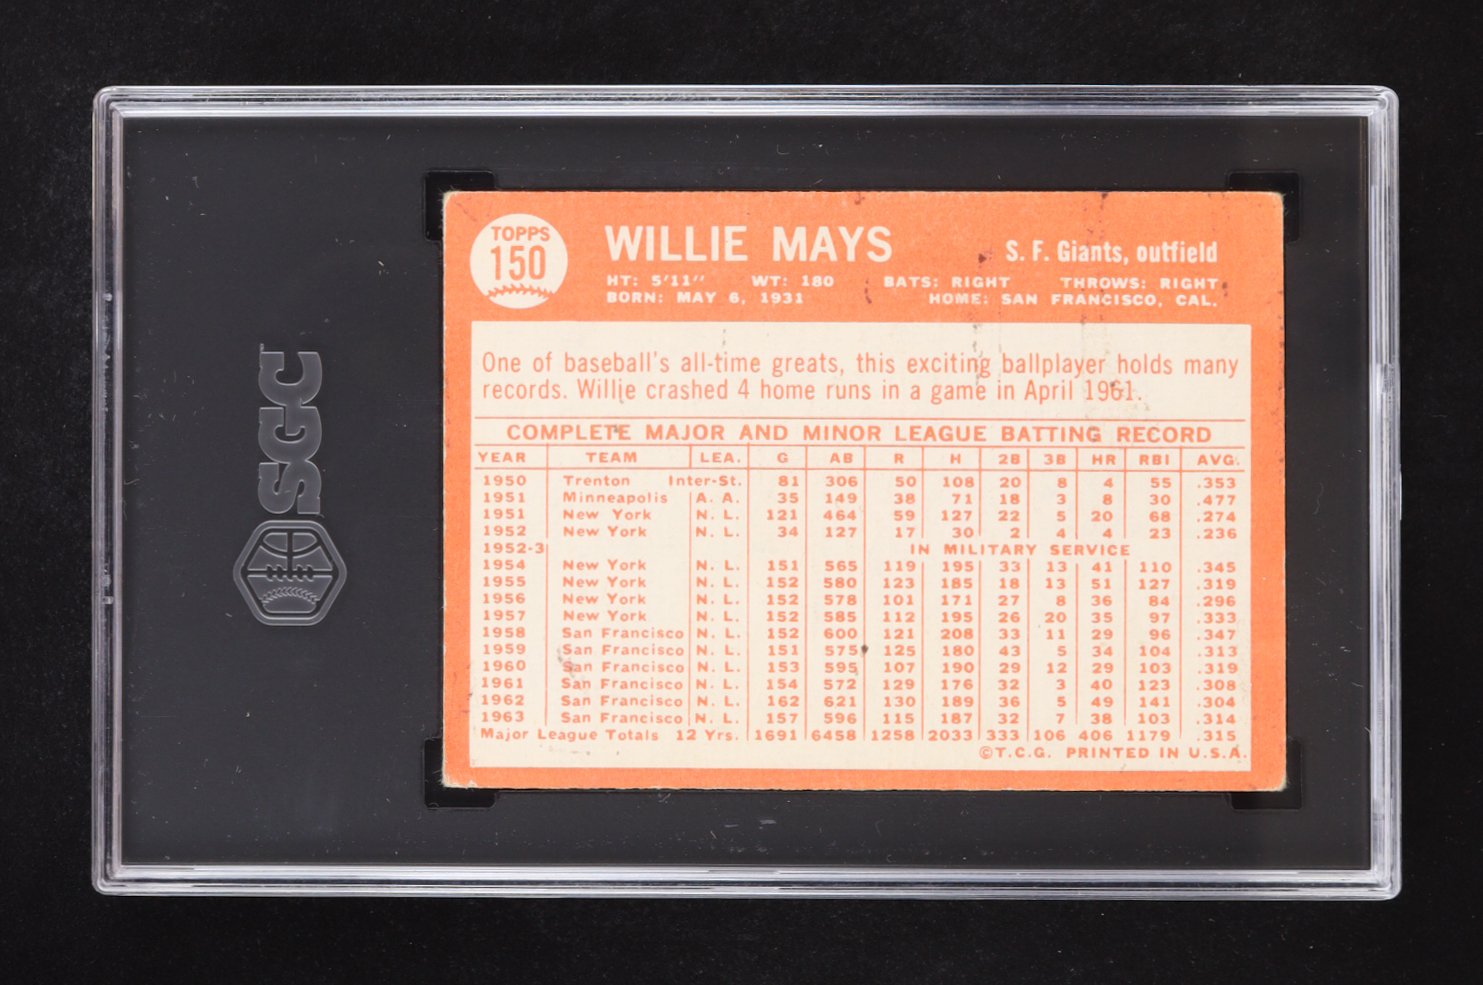 SGC
TOPPS
150
WILLIE MAYS
S. F. Giants, outfield
HT: 5'11" WT: 180 BATS: RIGHT THROWS: RIGHT
BORN: MAY 6, 1931 HOME: SAN FRANCISCO, CAL.
One of baseball's all-time greats, this exciting ballplayer holds many
records. Willie crashed 4 home runs in a game in April 1961.
COMPLETE MAJOR AND MINOR LEAGUE BATTING RECORD
YEAR TEAM LEA. G AB R H 2B 3B HR RBI AVG.
1950 Trenton Inter-St. 81 306 50 108 20 8 4 55 .353
1951 Minneapolis A. A. 35 149 38 71 18 3 8 30 .477
1951 New York N. L. 121 464 59 127 22 5 20 68 .274
1952 New York N. L. 34 127 17 30 2 4 4 23 .236
1952-3 IN MILITARY SERVICE
1954 New York N. L. 151 565 119 195 33 13 41 110 .345
1955 New York N. L. 152 580 123 185 18 13 51 127 .319
1956 New York N. L. 152 578 101 171 27 8 36 84 .296
1957 New York N. L. 152 585 112 195 26 20 35 97 .333
1958 San Francisco N. L. 152 600 121 208 33 11 29 96 .347
1959 San Francisco N. L. 151 575 125 180 43 5 34 104 .313
1960 San Francisco N. L. 153 595 107 190 29 12 29 103 .319
1961 San Francisco N. L. 154 572 129 176 32 3 40 123 .308
1962 San Francisco N. L. 162 621 130 189 36 5 49 141 .304
1963 San Francisco N. L. 157 596 115 187 32 7 38 103 .314
Major League Totals 12 Yrs. 1691 6458 1258 2033 333 106 406 1179 .315
©T.C.G. PRINTED IN U.S.A.